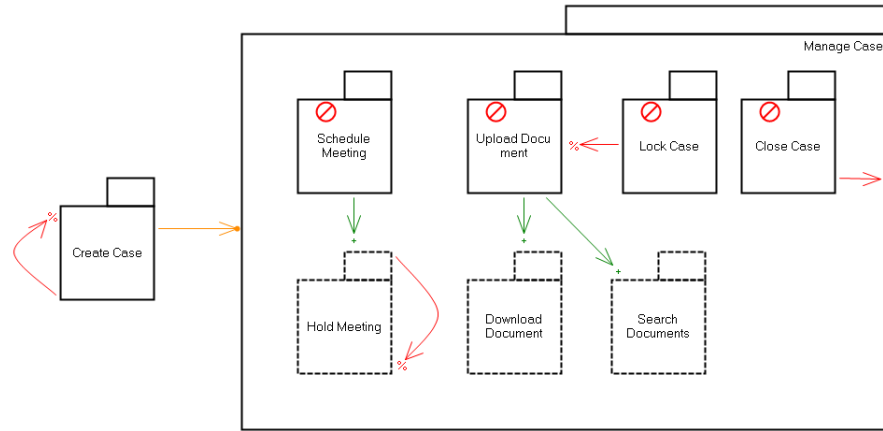 Manage Case
Schedule
Meeting
Upload Docu
ment
%
Lock Case
Close Case
%
Create Case
+
+
+
Hold Meeting
Download
Document
Search
Documents
%